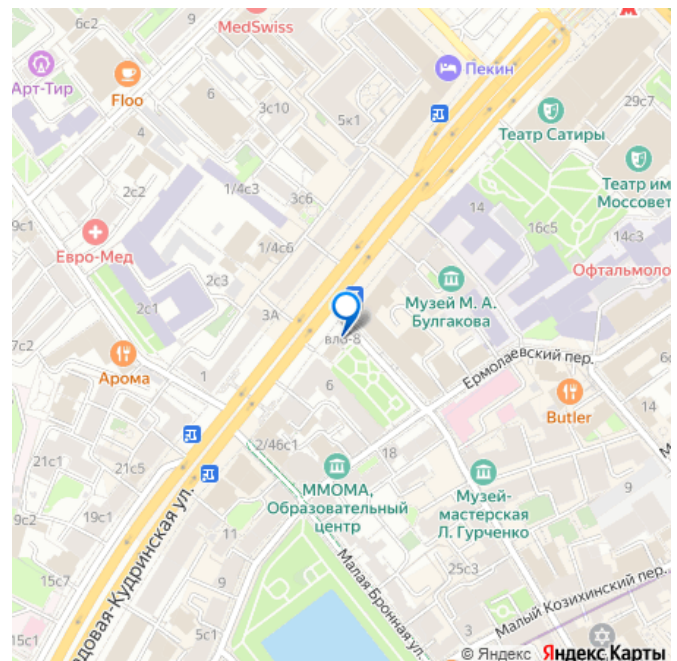 6с2
9
MedSwiss
М
Арт-Тир
Floo
6
3с10
5к1
Пекин
29с7
Театр Сатиры
4
2с2
1/4с3
3с6
Театр им
Моссовет
9с1
14
16с5
14с3
Евро-Мед
1/4с6
2с3
Офтальмоло
2с1
3А
Музей М. А.
Булгакова
7с2
вл6-8
Ермолаевский пер.
6
Арома
1
6
Butler
14
2/46с1
18
21с1
21с5
ММОМА,
Образовательный
центр
Музей-
мастерская
Л. Гурченко
9
9с2
19с1
11
25с3
15с7
9
Малая Бронная ул.
Малый Козихинский пер.
довая-Кудринская ул.
5с1
3
15с1
© Яндекс Яндекс Карты